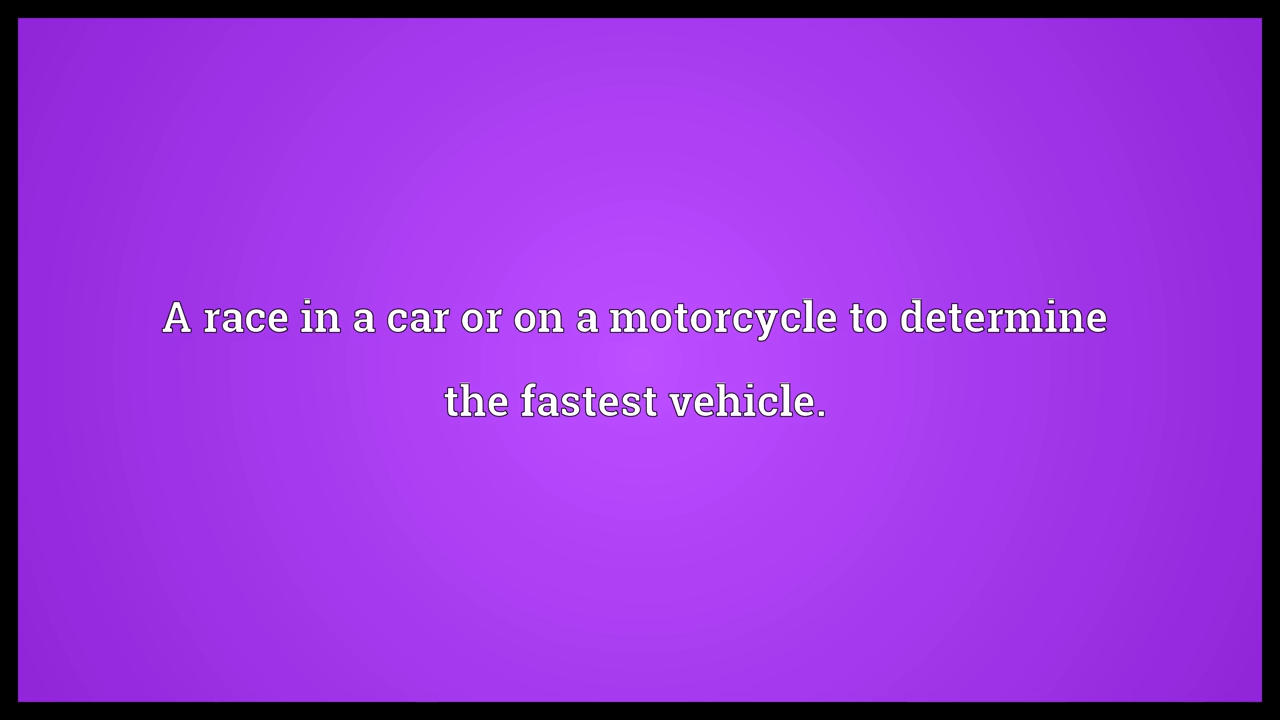 A race in a car or on a motorcycle to determine
the fastest vehicle.